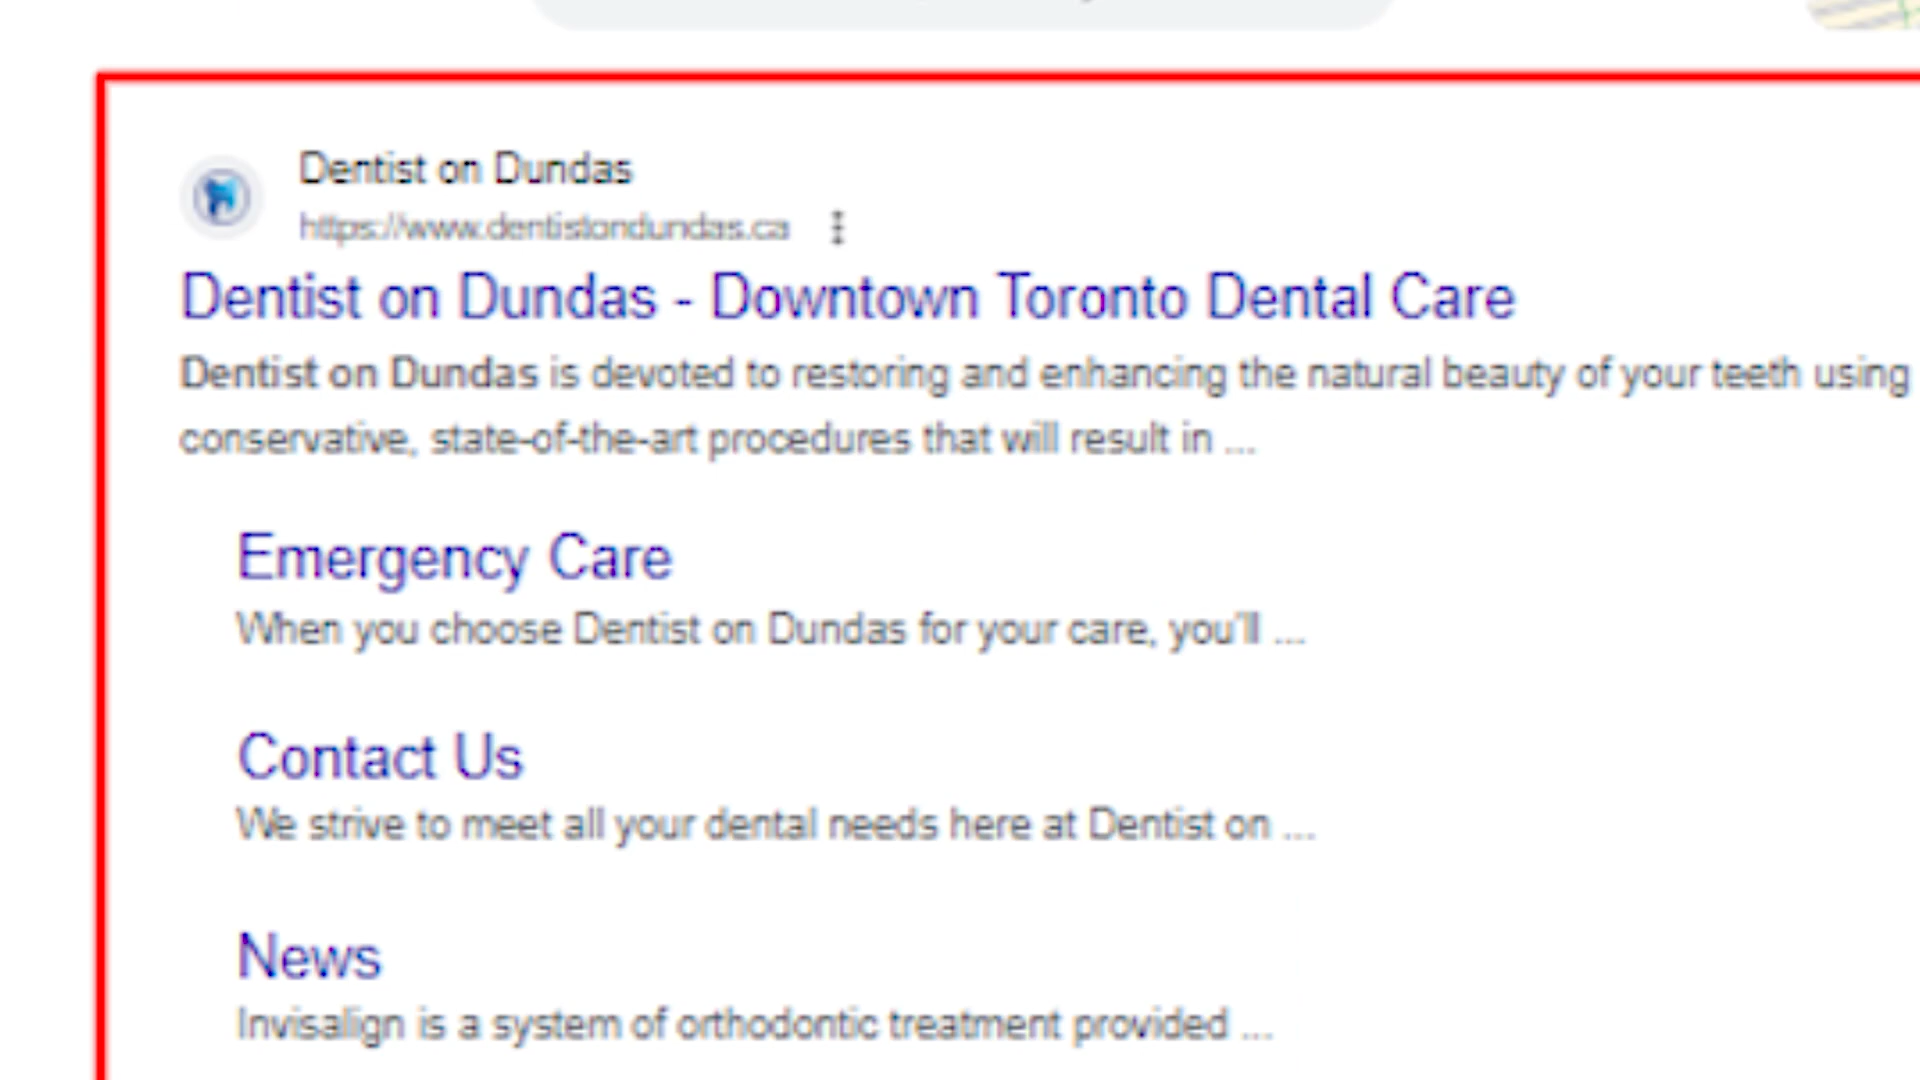 Dentist on Dundas
https://www.dentistondundas.ca
Dentist on Dundas - Downtown Toronto Dental Care
Dentist on Dundas is devoted to restoring and enhancing the natural beauty of your teeth using
conservative, state-of-the-art procedures that will result in ...
Emergency Care
When you choose Dentist on Dundas for your care, you'll ...
Contact Us
We strive to meet all your dental needs here at Dentist on ...
News
Invisalign is a system of orthodontic treatment provided ...